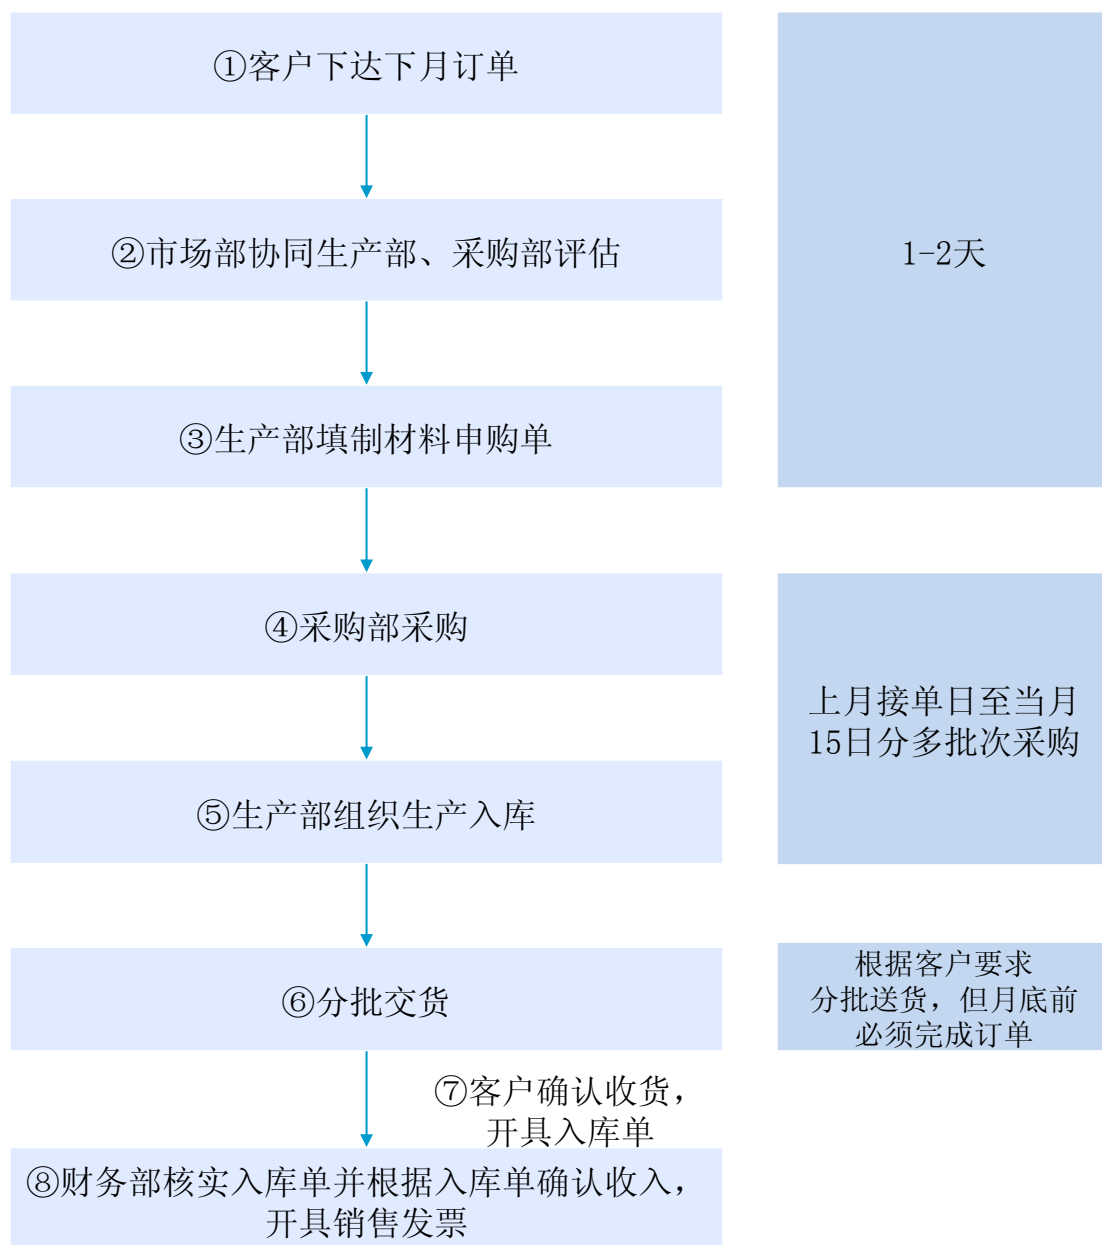 ①客户下达下月订单
②市场部协同生产部、采购部评估
1-2天
③生产部填制材料申购单
④采购部采购
上月接单日至当月
15日分多批次采购
⑤生产部组织生产入库
⑥分批交货
根据客户要求
分批送货，但月底前
必须完成订单
⑦客户确认收货，
开具入库单
⑧财务部核实入库单并根据入库单确认收入，
开具销售发票